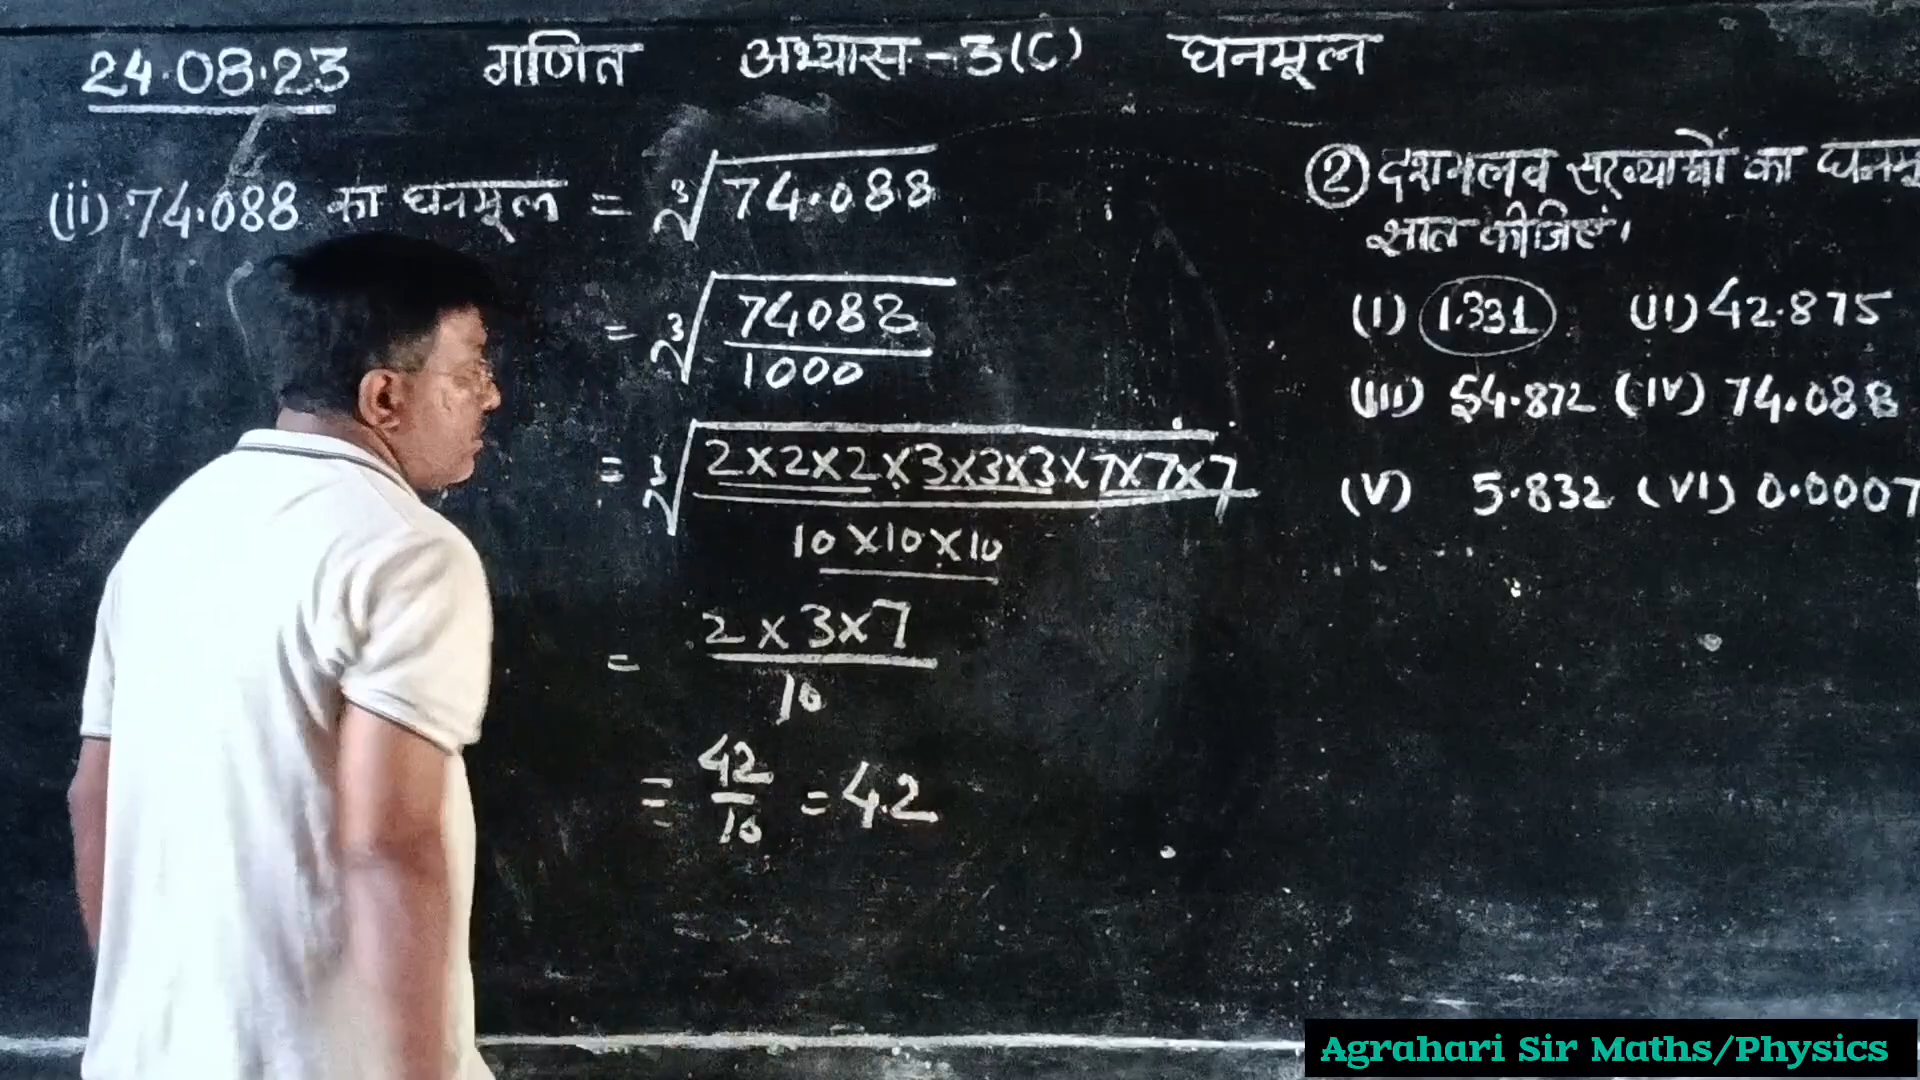 24.08.23 गणित अभ्यास-3(C) घनमूल
(ii) 74.088 का घनमूल = ∛74.088
= ∛(74088/1000)
= ∛(2×2×2×3×3×3×7×7×7
10×10×10)
= 2×3×7
10
= 42/10 = 4.2
② दशमलव संख्याओं का घनमू
ज्ञात कीजिए।
(I) 1.331 (II) 42.875
(III) 54.872 (IV) 74.088
(V) 5.832 (VI) 0.0007
Agrahari Sir Maths/Physics